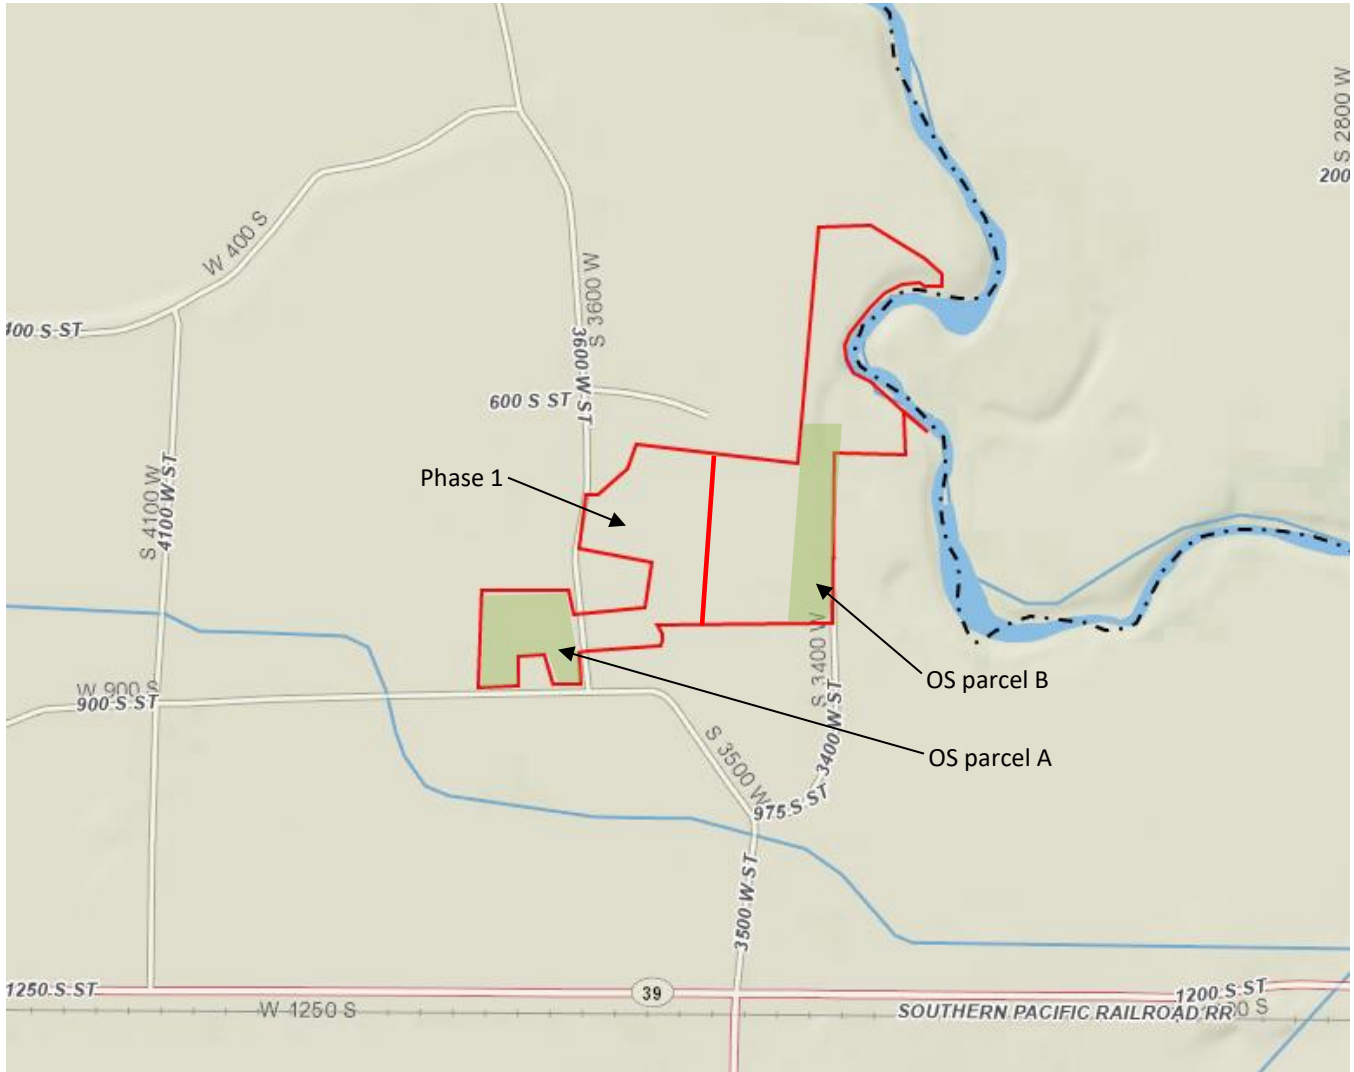 S 2800 W
200
W 400 S
S 3600 W
400 S ST
3600 W ST
600 S ST
Phase 1
S 4100 W
4100 W ST
S 3400 W
OS parcel B
W 900 S
900 S ST
3400 W ST
S 3500 W
OS parcel A
975 S ST
3500 W ST
1250 S ST
39
1200 S ST
W 1250 S
SOUTHERN PACIFIC RAILROAD RR
0 S